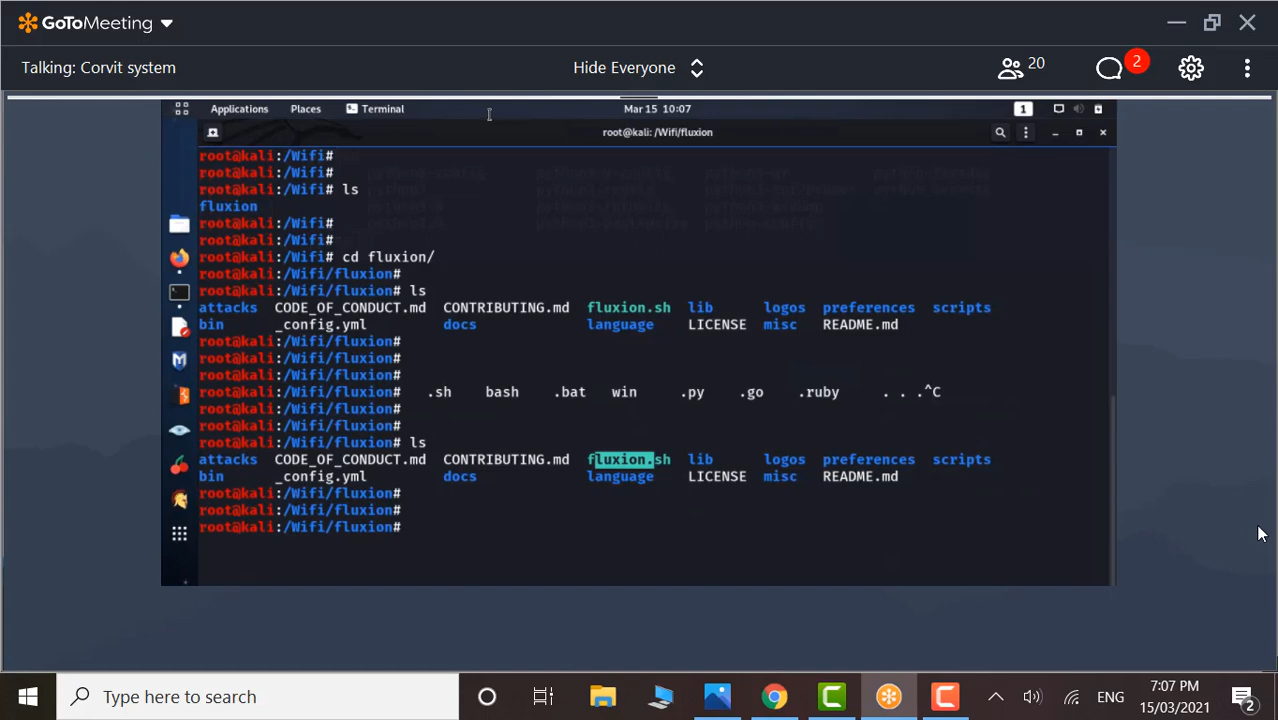 GoToMeeting
Talking: Corvit system
Hide Everyone
20
2
Applications Places Terminal Mar 15 10:07 1
root@kali: /Wifi/fluxion
root@kali:/Wifi#
root@kali:/Wifi#
root@kali:/Wifi# ls
fluxion
root@kali:/Wifi#
root@kali:/Wifi#
root@kali:/Wifi# cd fluxion/
root@kali:/Wifi/fluxion#
root@kali:/Wifi/fluxion# ls
attacks CODE_OF_CONDUCT.md CONTRIBUTING.md fluxion.sh lib logos preferences scripts
bin _config.yml docs language LICENSE misc README.md
root@kali:/Wifi/fluxion#
root@kali:/Wifi/fluxion#
root@kali:/Wifi/fluxion#
root@kali:/Wifi/fluxion# .sh bash .bat win .py .go .ruby . . .^C
root@kali:/Wifi/fluxion#
root@kali:/Wifi/fluxion#
root@kali:/Wifi/fluxion# ls
attacks CODE_OF_CONDUCT.md CONTRIBUTING.md fluxion.sh lib logos preferences scripts
bin _config.yml docs language LICENSE misc README.md
root@kali:/Wifi/fluxion#
root@kali:/Wifi/fluxion#
root@kali:/Wifi/fluxion#
Type here to search
ENG
7:07 PM
15/03/2021
2